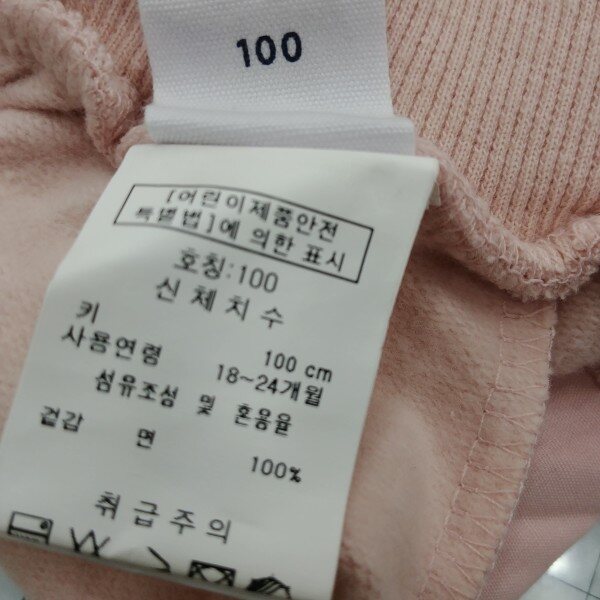 100
[어린이제품안전
특별법]에 의한 표시
호칭:100
신체치수
키 100 cm
사용연령 18~24개월
섬유조성 및 혼용율
겉감 면 100%
취급주의